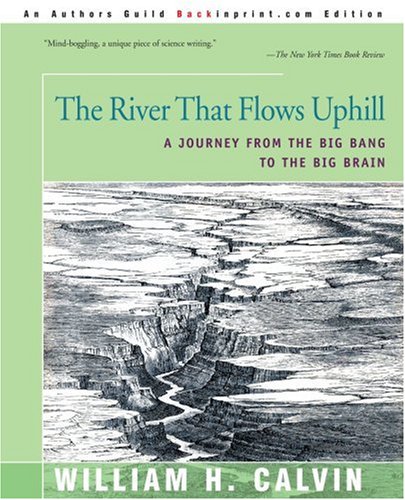 An Authors Guild Backinprint.com Edition
"Mind-boggling, a unique piece of science writing."
—The New York Times Book Review
The River That Flows Uphill
A JOURNEY FROM THE BIG BANG
TO THE BIG BRAIN
WILLIAM H. CALVIN